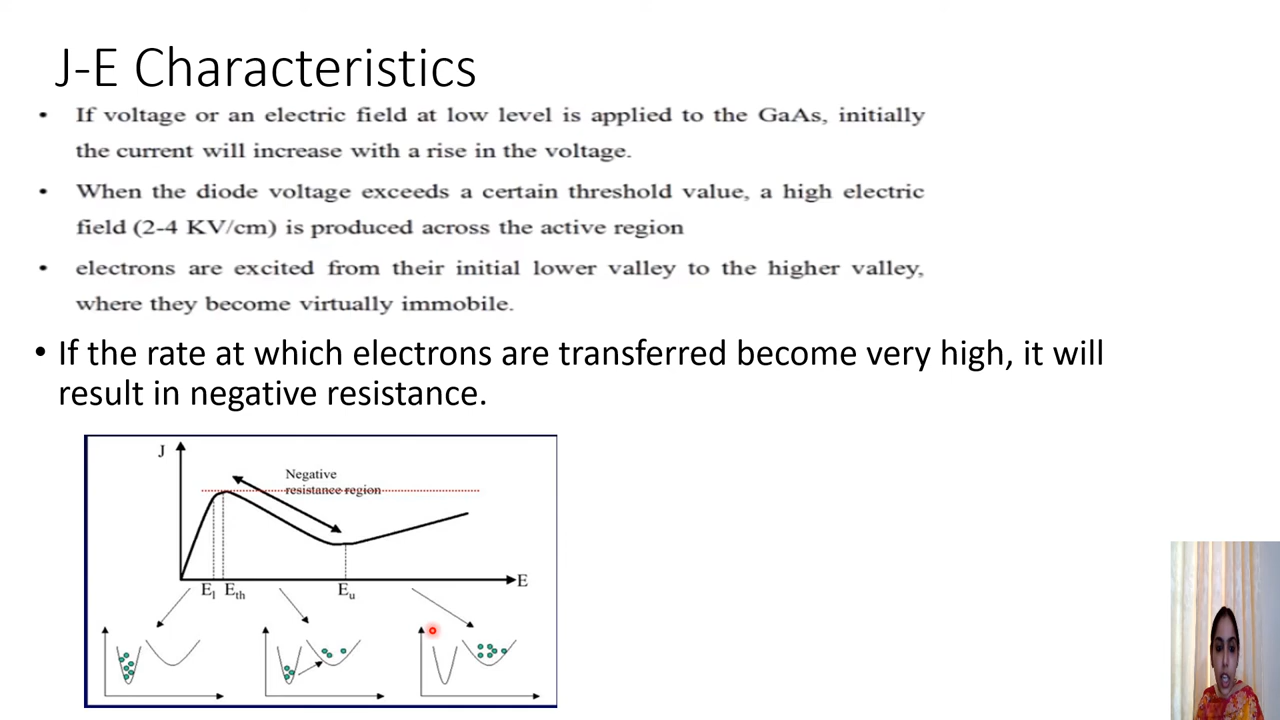 J-E Characteristics
• If voltage or an electric field at low level is applied to the GaAs, initially
the current will increase with a rise in the voltage.
• When the diode voltage exceeds a certain threshold value, a high electric
field (2-4 KV/cm) is produced across the active region
• electrons are excited from their initial lower valley to the higher valley,
where they become virtually immobile.
• If the rate at which electrons are transferred become very high, it will
result in negative resistance.
J
Negative
resistance region
E
El Eth Eu